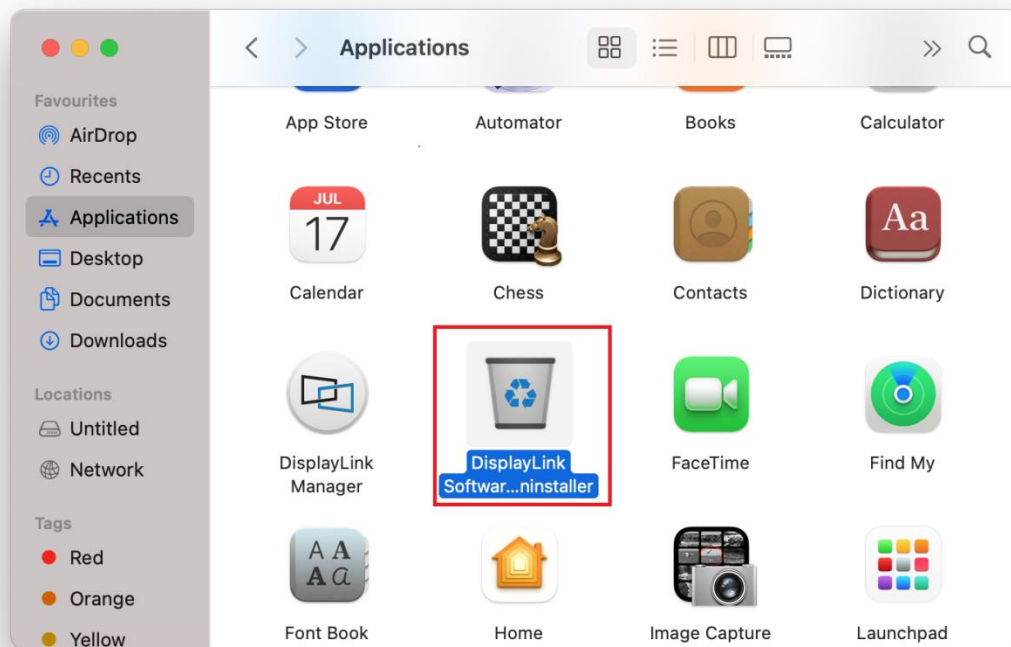 Applications
Favourites
AirDrop
Recents
Applications
Desktop
Documents
Downloads
Locations
Untitled
Network
Tags
Red
Orange
Yellow
App Store
Automator
Books
Calculator
JUL
17
Aa
Calendar
Chess
Contacts
Dictionary
DisplayLink
Manager
DisplayLink
Softwar...ninstaller
FaceTime
Find My
A A
A a
Font Book
Home
Image Capture
Launchpad